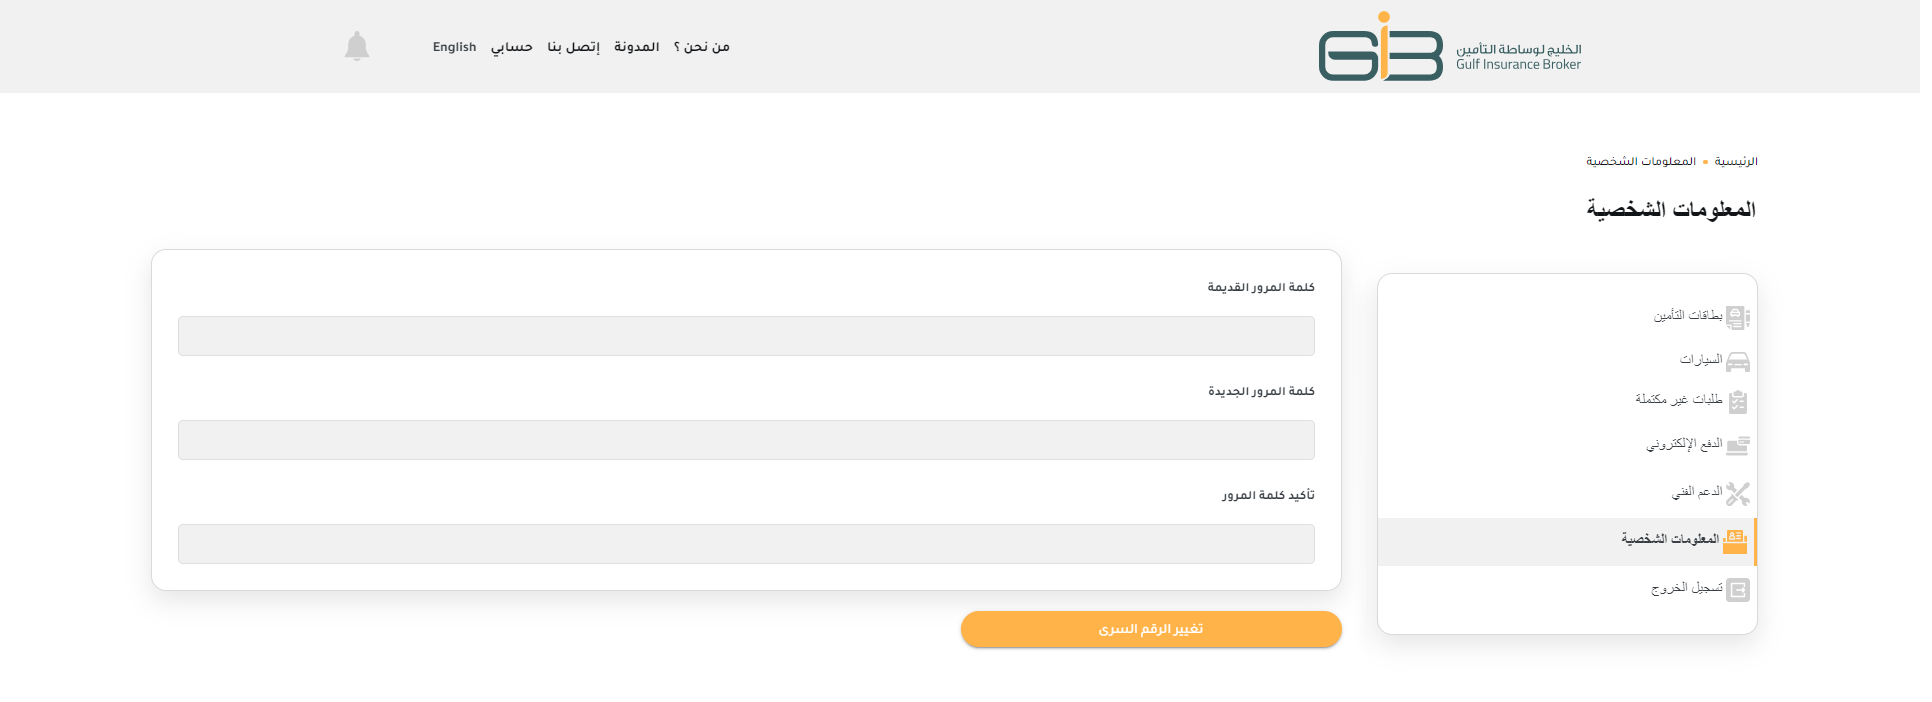 الخليج لوساطة التأمين
Gulf Insurance Broker
من نحن ؟ المدونة إتصل بنا حسابي English
الرئيسية • المعلومات الشخصية
المعلومات الشخصية
بطاقات التأمين
السيارات
طلبات غير مكتملة
الدفع الإلكتروني
الدعم الفني
المعلومات الشخصية
تسجيل الخروج
كلمة المرور القديمة
كلمة المرور الجديدة
تأكيد كلمة المرور
تغيير الرقم السرى